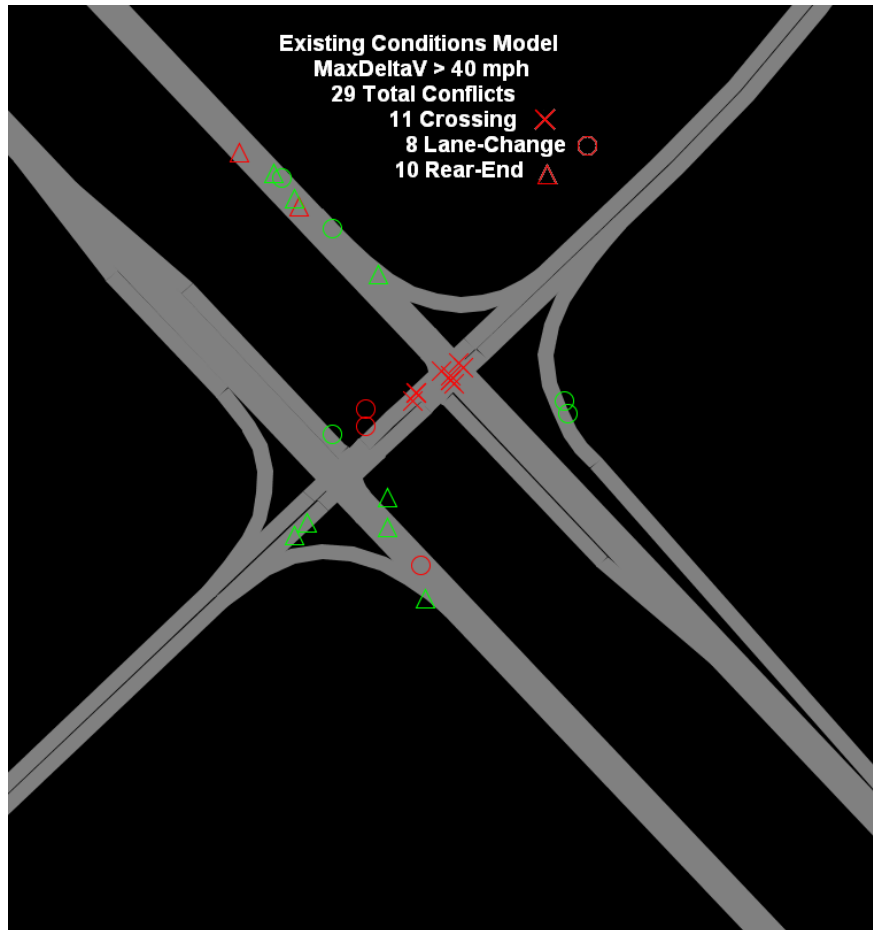 Existing Conditions Model
MaxDeltaV > 40 mph
29 Total Conflicts
11 Crossing
8 Lane-Change
10 Rear-End